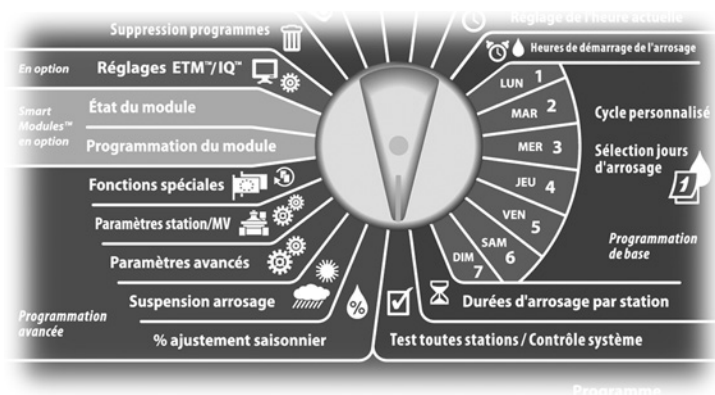 Réglage de l'heure actuelle
Suppression programmes
Heures de démarrage de l'arrosage
En option
Réglages ETM™/IQ™
LUN 1
Smart
Modules™
en option
État du module
MAR 2
Cycle personnalisé
Programmation du module
MER 3
Sélection jours
d'arrosage
1
Fonctions spéciales
JEU 4
Paramètres station/MV
VEN 5
Programmation
de base
Paramètres avancés
SAM 6
DIM 7
Suspension arrosage
Durées d'arrosage par station
Programmation
avancée
%
% ajustement saisonnier
Test toutes stations / Contrôle système
Programme